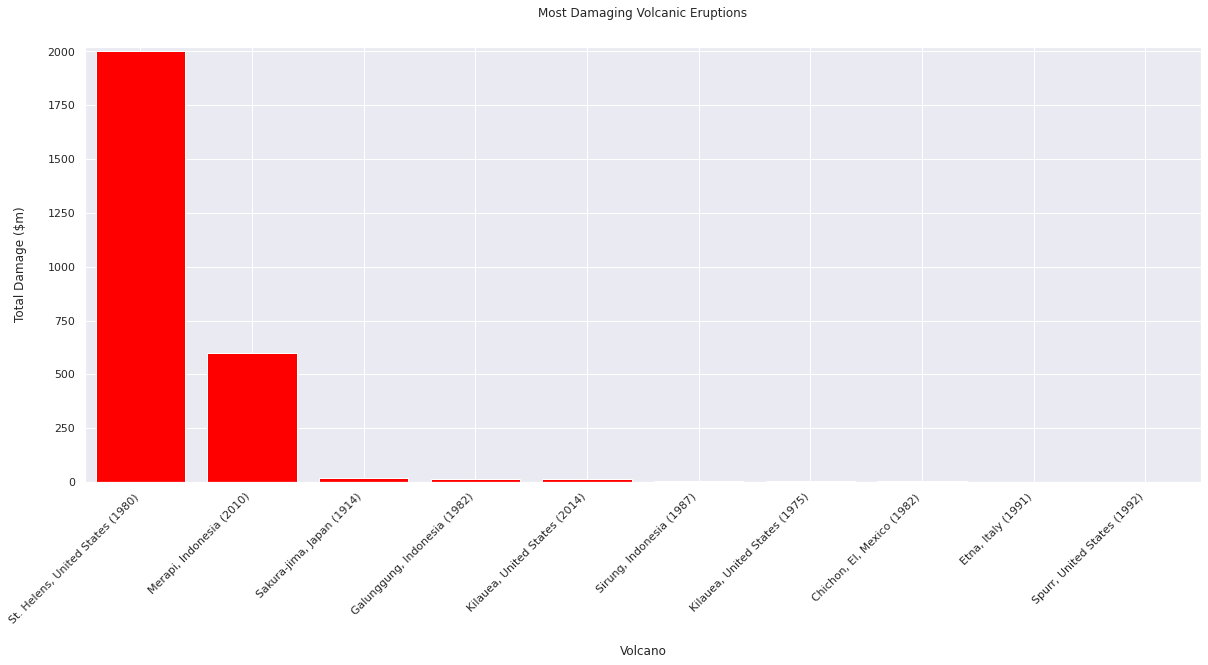 Most Damaging Volcanic Eruptions
Total Damage ($m)
2000
1750
1500
1250
1000
750
500
250
0
St. Helens, United States (1980)
Merapi, Indonesia (2010)
Sakura-jima, Japan (1914)
Galunggung, Indonesia (1982)
Kilauea, United States (2014)
Sirung, Indonesia (1987)
Kilauea, United States (1975)
Chichon, El, Mexico (1982)
Etna, Italy (1991)
Spurr, United States (1992)
Volcano